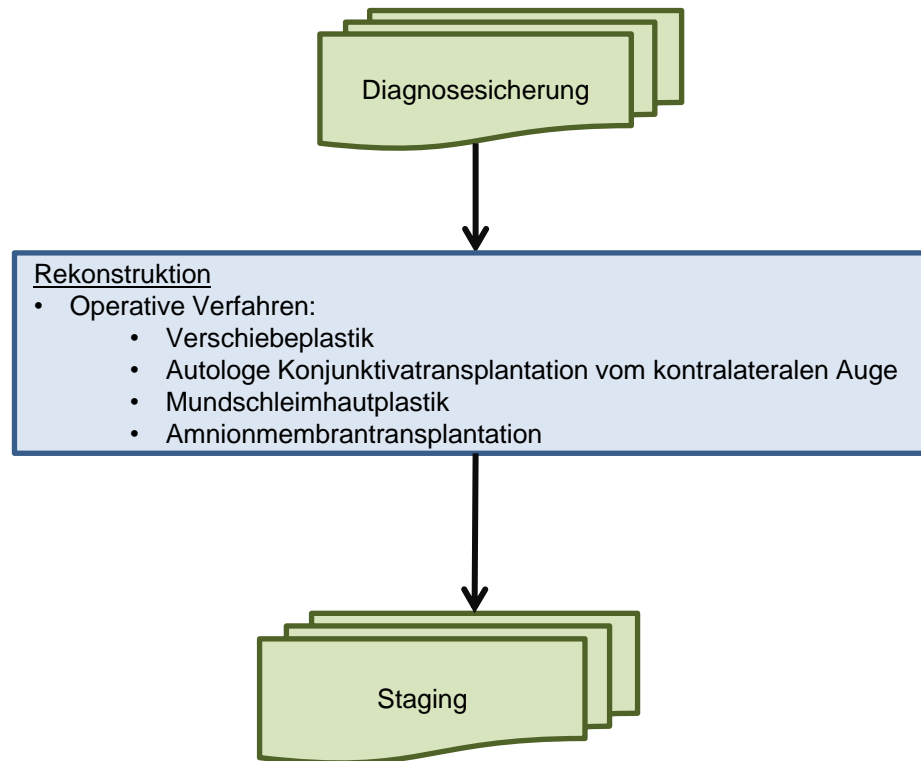 Diagnosesicherung
Rekonstruktion
• Operative Verfahren:
• Verschiebeplastik
• Autologe Konjunktivatransplantation vom kontralateralen Auge
• Mundschleimhautplastik
• Amnionmembrantransplantation
Staging